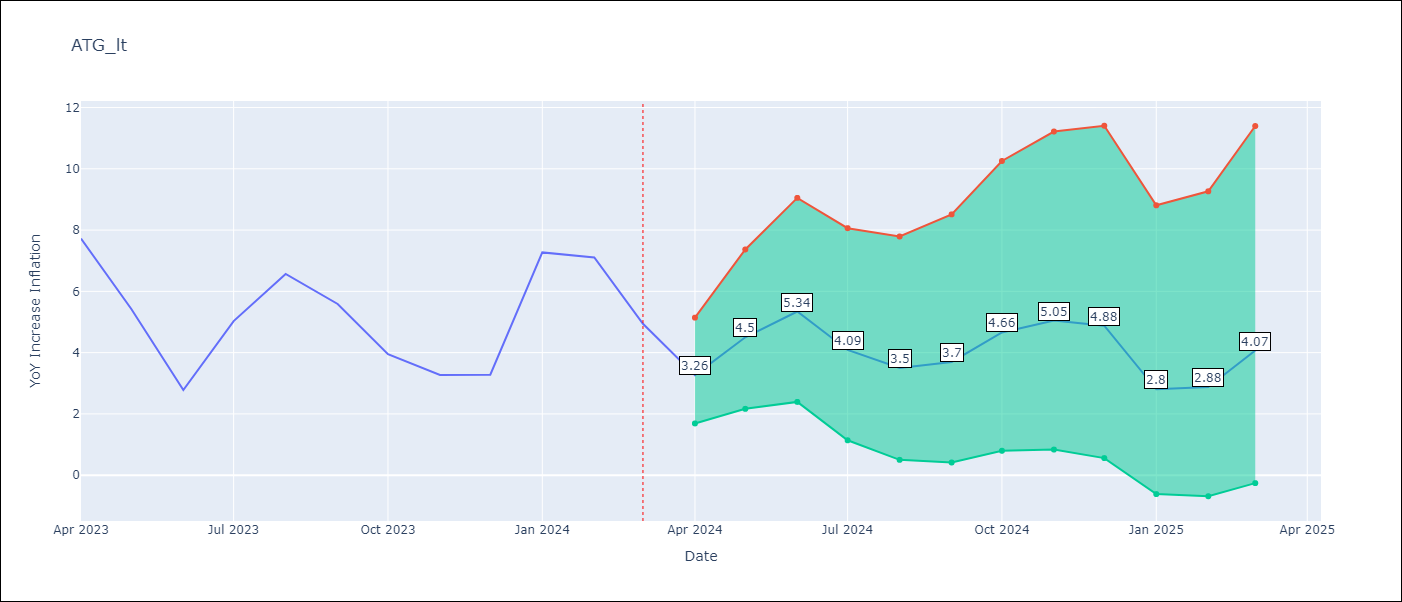 ATG_lt
YoY Increase Inflation
12
10
8
6
4
2
0
3.26
4.5
5.34
4.09
3.5
3.7
4.66
5.05
4.88
2.8
2.88
4.07
Apr 2023
Jul 2023
Oct 2023
Jan 2024
Apr 2024
Jul 2024
Oct 2024
Jan 2025
Apr 2025
Date